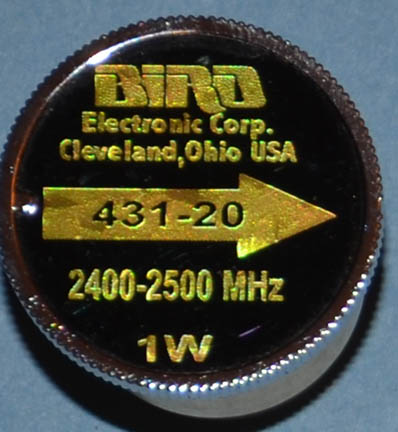 BIRD
Electronic Corp.
Cleveland,Ohio USA
431-20
2400-2500 MHz
1W